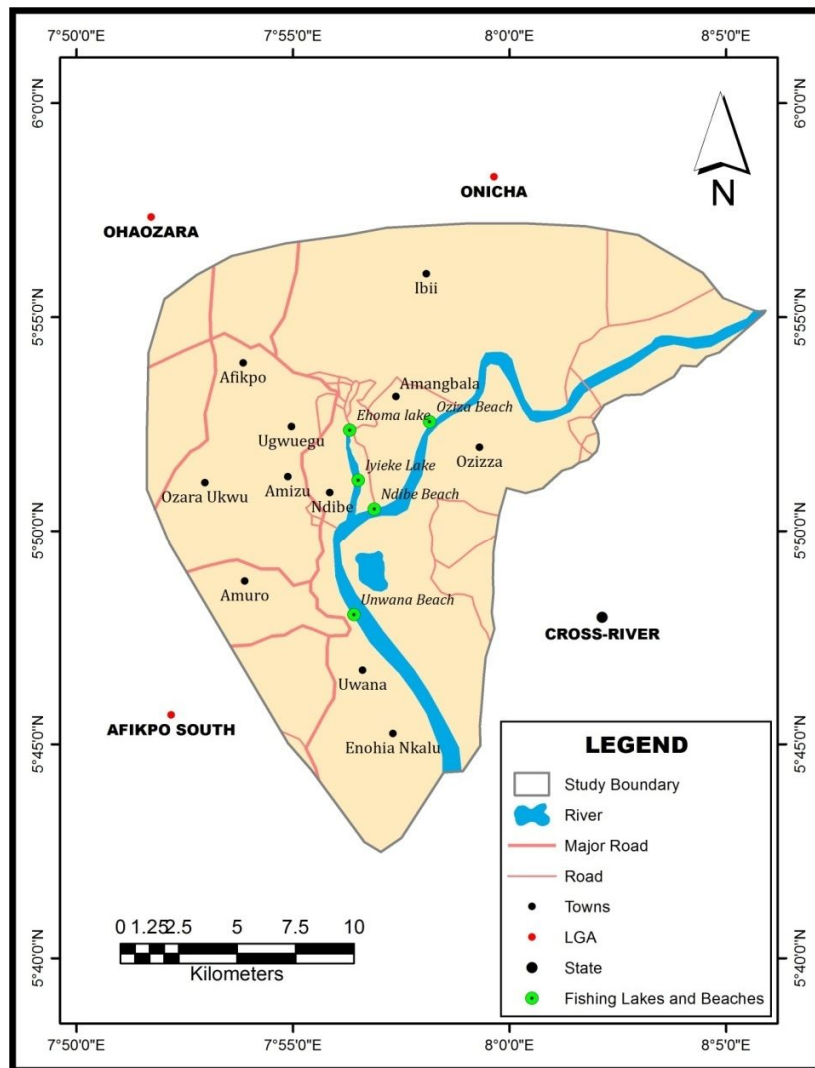 7°50'0"E 7°55'0"E 8°0'0"E 8°5'0"E
6°0'0"N
6°0'0"N
N
ONICHA
OHAOZARA
Ibii
5°55'0"N
5°55'0"N
Afikpo
Amangbala
Ehoma lake
Oziza Beach
Ugwuegu
Ozizza
Iyieke Lake
Ozara Ukwu
Amizu
Ndibe
Ndibe Beach
5°50'0"N
5°50'0"N
Amuro
Unwana Beach
CROSS-RIVER
Uwana
AFIKPO SOUTH
Enohia Nkalu
5°45'0"N
5°45'0"N
LEGEND
Study Boundary
River
Major Road
Road
Towns
LGA
State
Fishing Lakes and Beaches
0 1.25 2.5 5 7.5 10
Kilometers
5°40'0"N
5°40'0"N
7°50'0"E 7°55'0"E 8°0'0"E 8°5'0"E